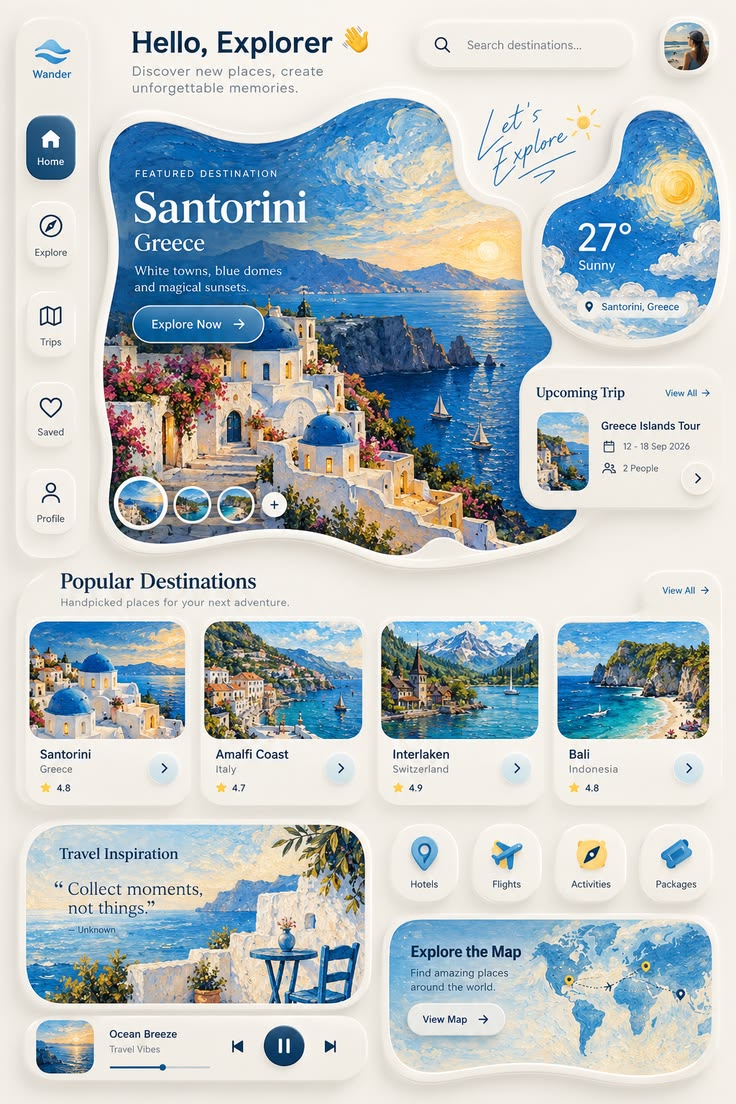 Wander
Home
Explore
Trips
Saved
Profile
Hello, Explorer 👋
Discover new places, create
unforgettable memories.
Search destinations...
Let's
Explore
FEATURED DESTINATION
Santorini
Greece
White towns, blue domes
and magical sunsets.
Explore Now →
+
27°
Sunny
Santorini, Greece
Upcoming Trip
View All →
Greece Islands Tour
12 - 18 Sep 2026
2 People
Popular Destinations
Handpicked places for your next adventure.
View All →
Santorini
Greece
4.8
Amalfi Coast
Italy
4.7
Interlaken
Switzerland
4.9
Bali
Indonesia
4.8
Travel Inspiration
“ Collect moments,
not things.”
– Unknown
Hotels
Flights
Activities
Packages
Explore the Map
Find amazing places
around the world.
View Map →
Ocean Breeze
Travel Vibes